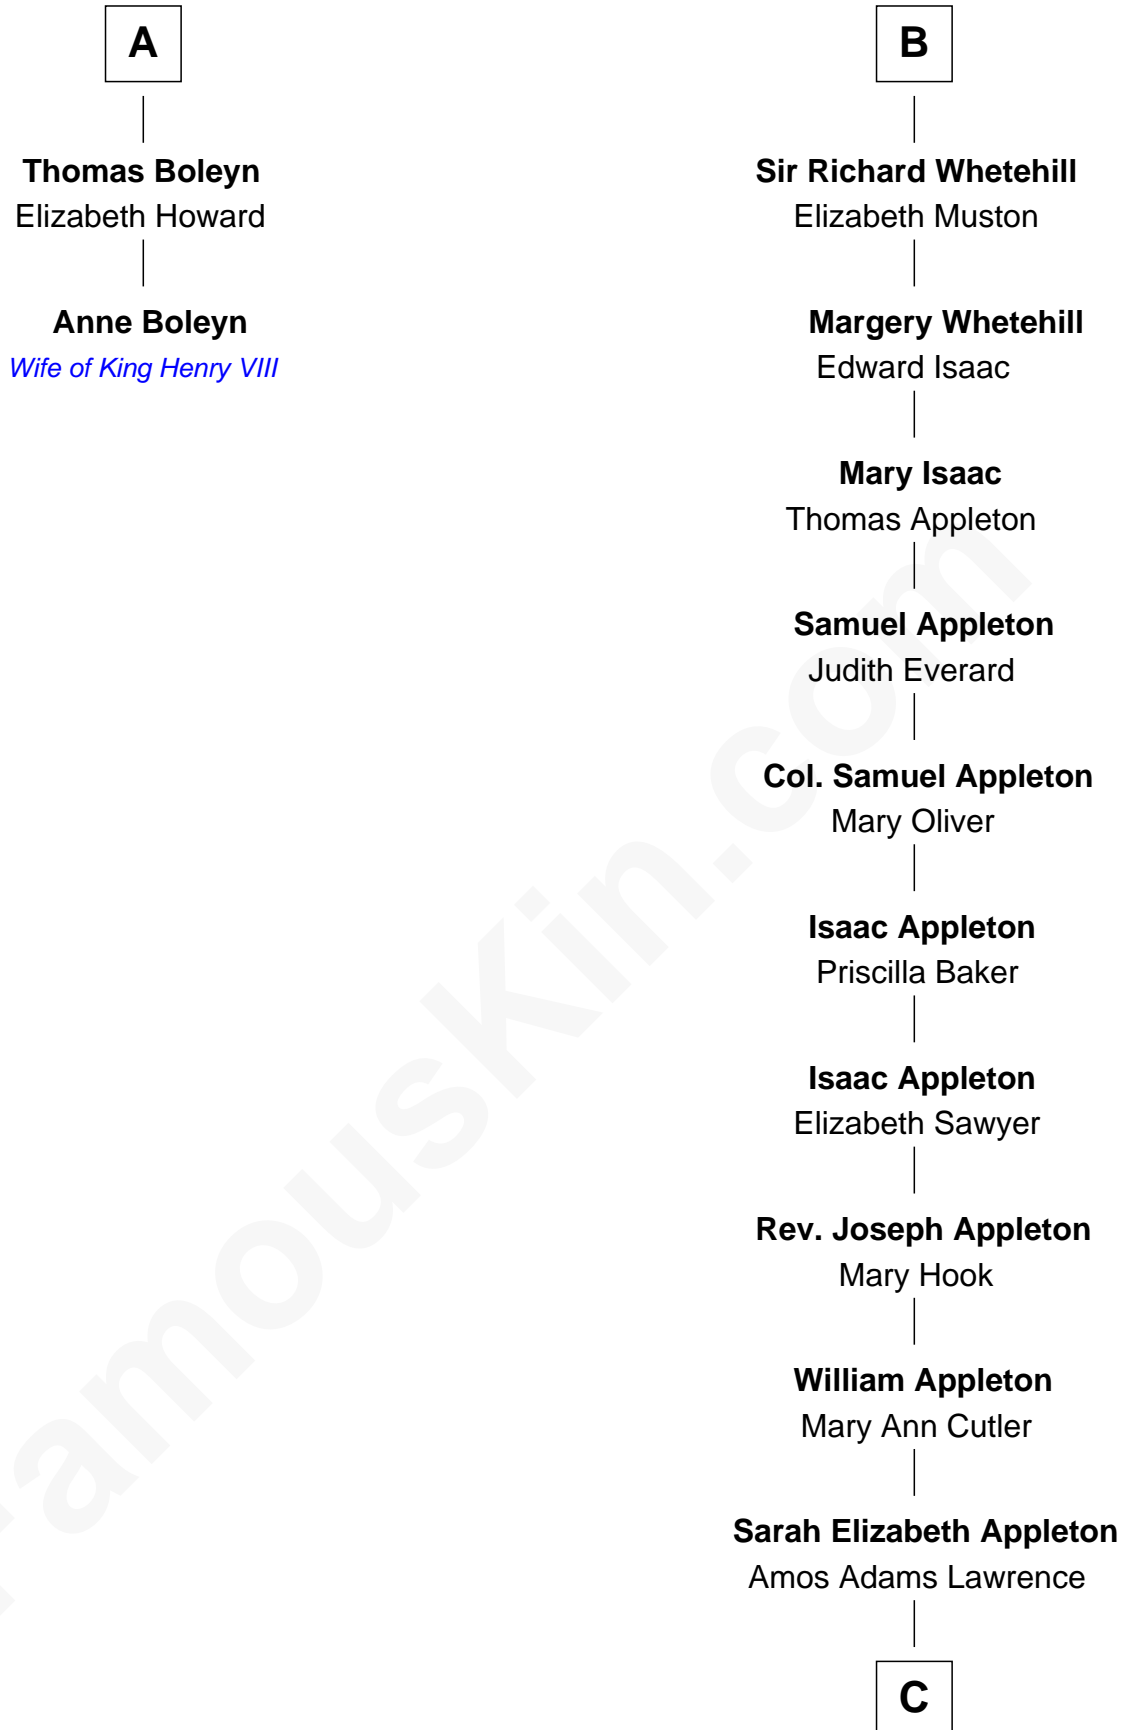 A
Thomas Boleyn
Elizabeth Howard
Anne Boleyn
Wife of King Henry VIII
B
Sir Richard Whetehill
Elizabeth Muston
Margery Whetehill
Edward Isaac
Mary Isaac
Thomas Appleton
Samuel Appleton
Judith Everard
Col. Samuel Appleton
Mary Oliver
Isaac Appleton
Priscilla Baker
Isaac Appleton
Elizabeth Sawyer
Rev. Joseph Appleton
Mary Hook
William Appleton
Mary Ann Cutler
Sarah Elizabeth Appleton
Amos Adams Lawrence
C
FamousKin.com